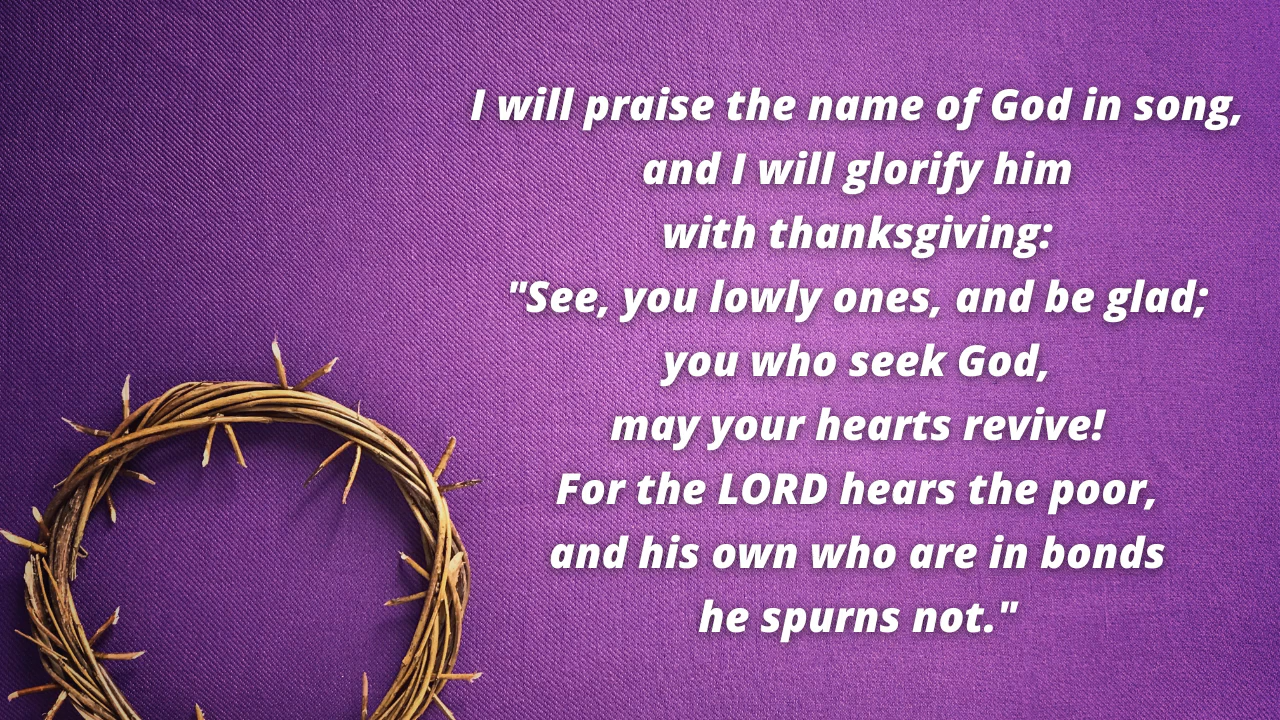 I will praise the name of God in song,
and I will glorify him
with thanksgiving:
"See, you lowly ones, and be glad;
you who seek God,
may your hearts revive!
For the LORD hears the poor,
and his own who are in bonds
he spurns not."